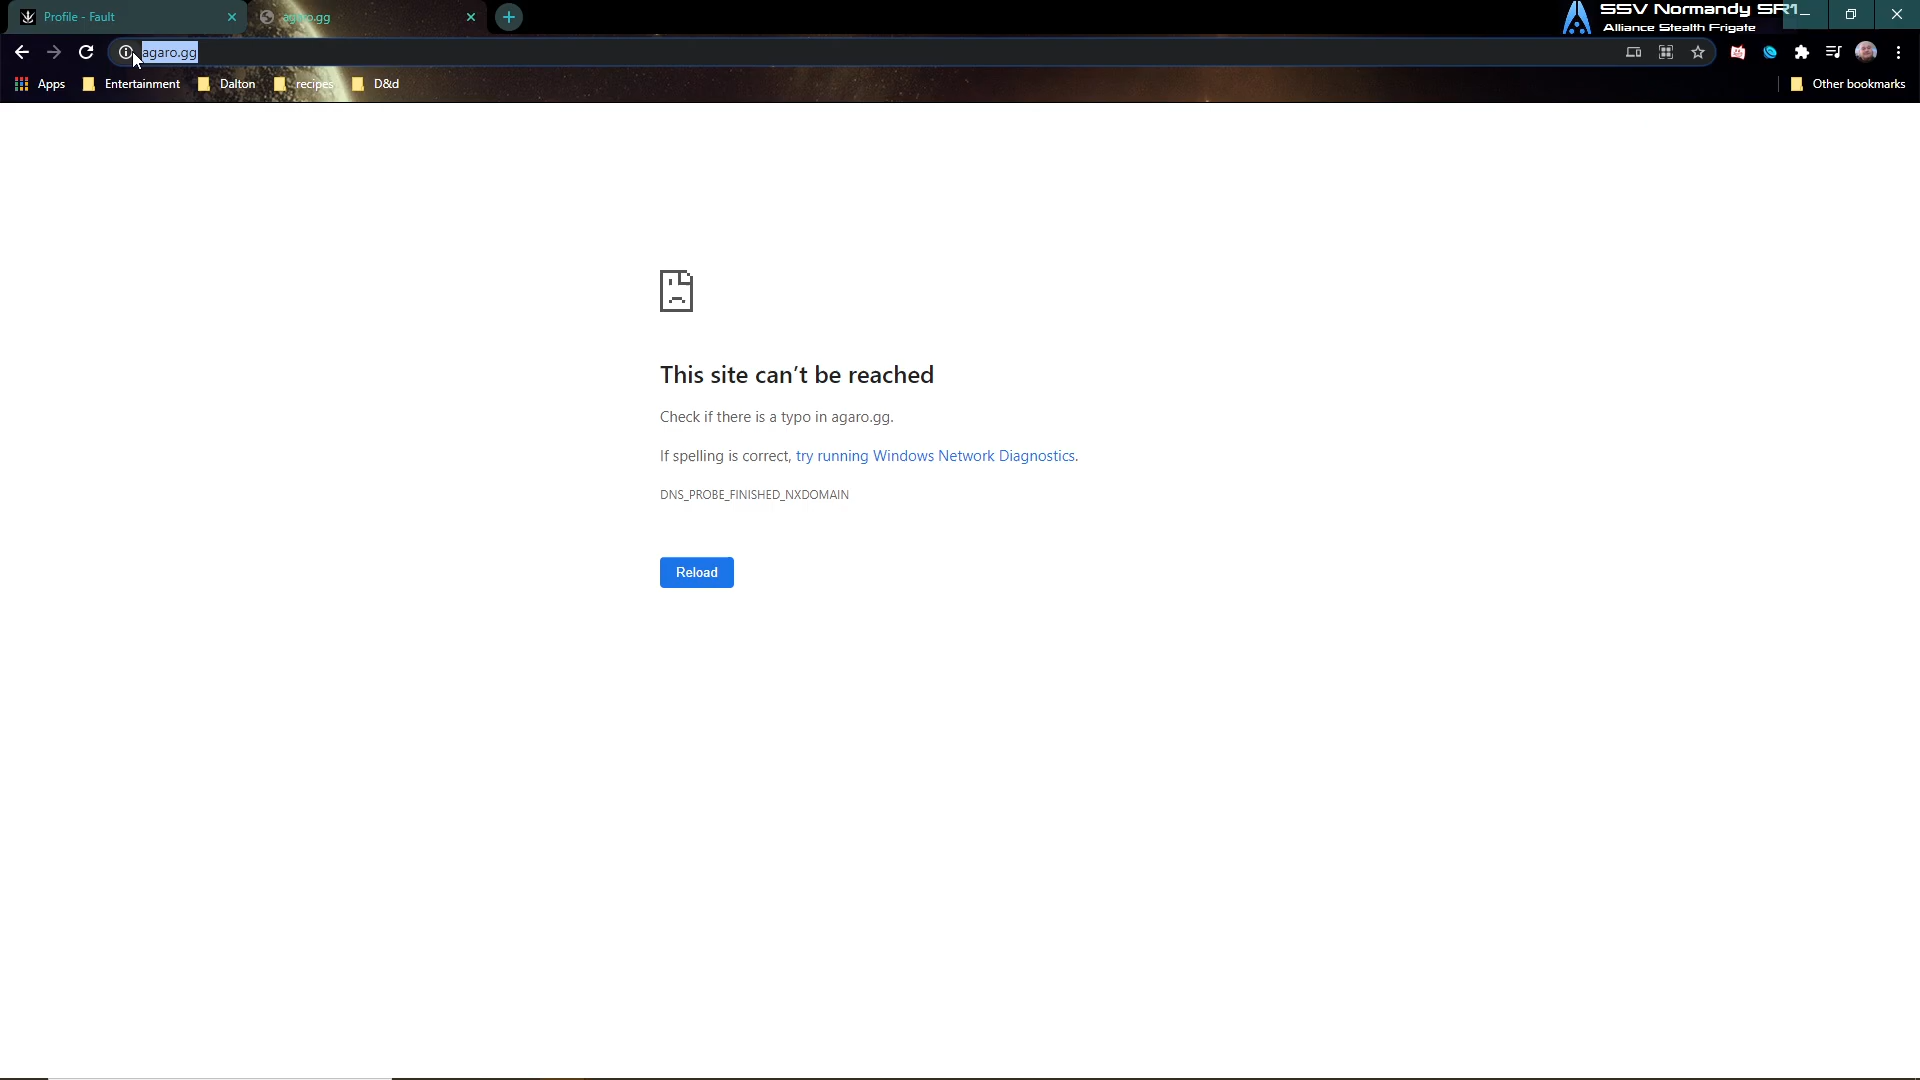 Profile - Fault
agaro.gg
SSV Normandy SR1
Alliance Stealth Frigate
agaro.gg
Apps
Entertainment
Dalton
recipes
D&d
Other bookmarks
This site can't be reached
Check if there is a typo in agaro.gg.
If spelling is correct, try running Windows Network Diagnostics.
DNS_PROBE_FINISHED_NXDOMAIN
Reload